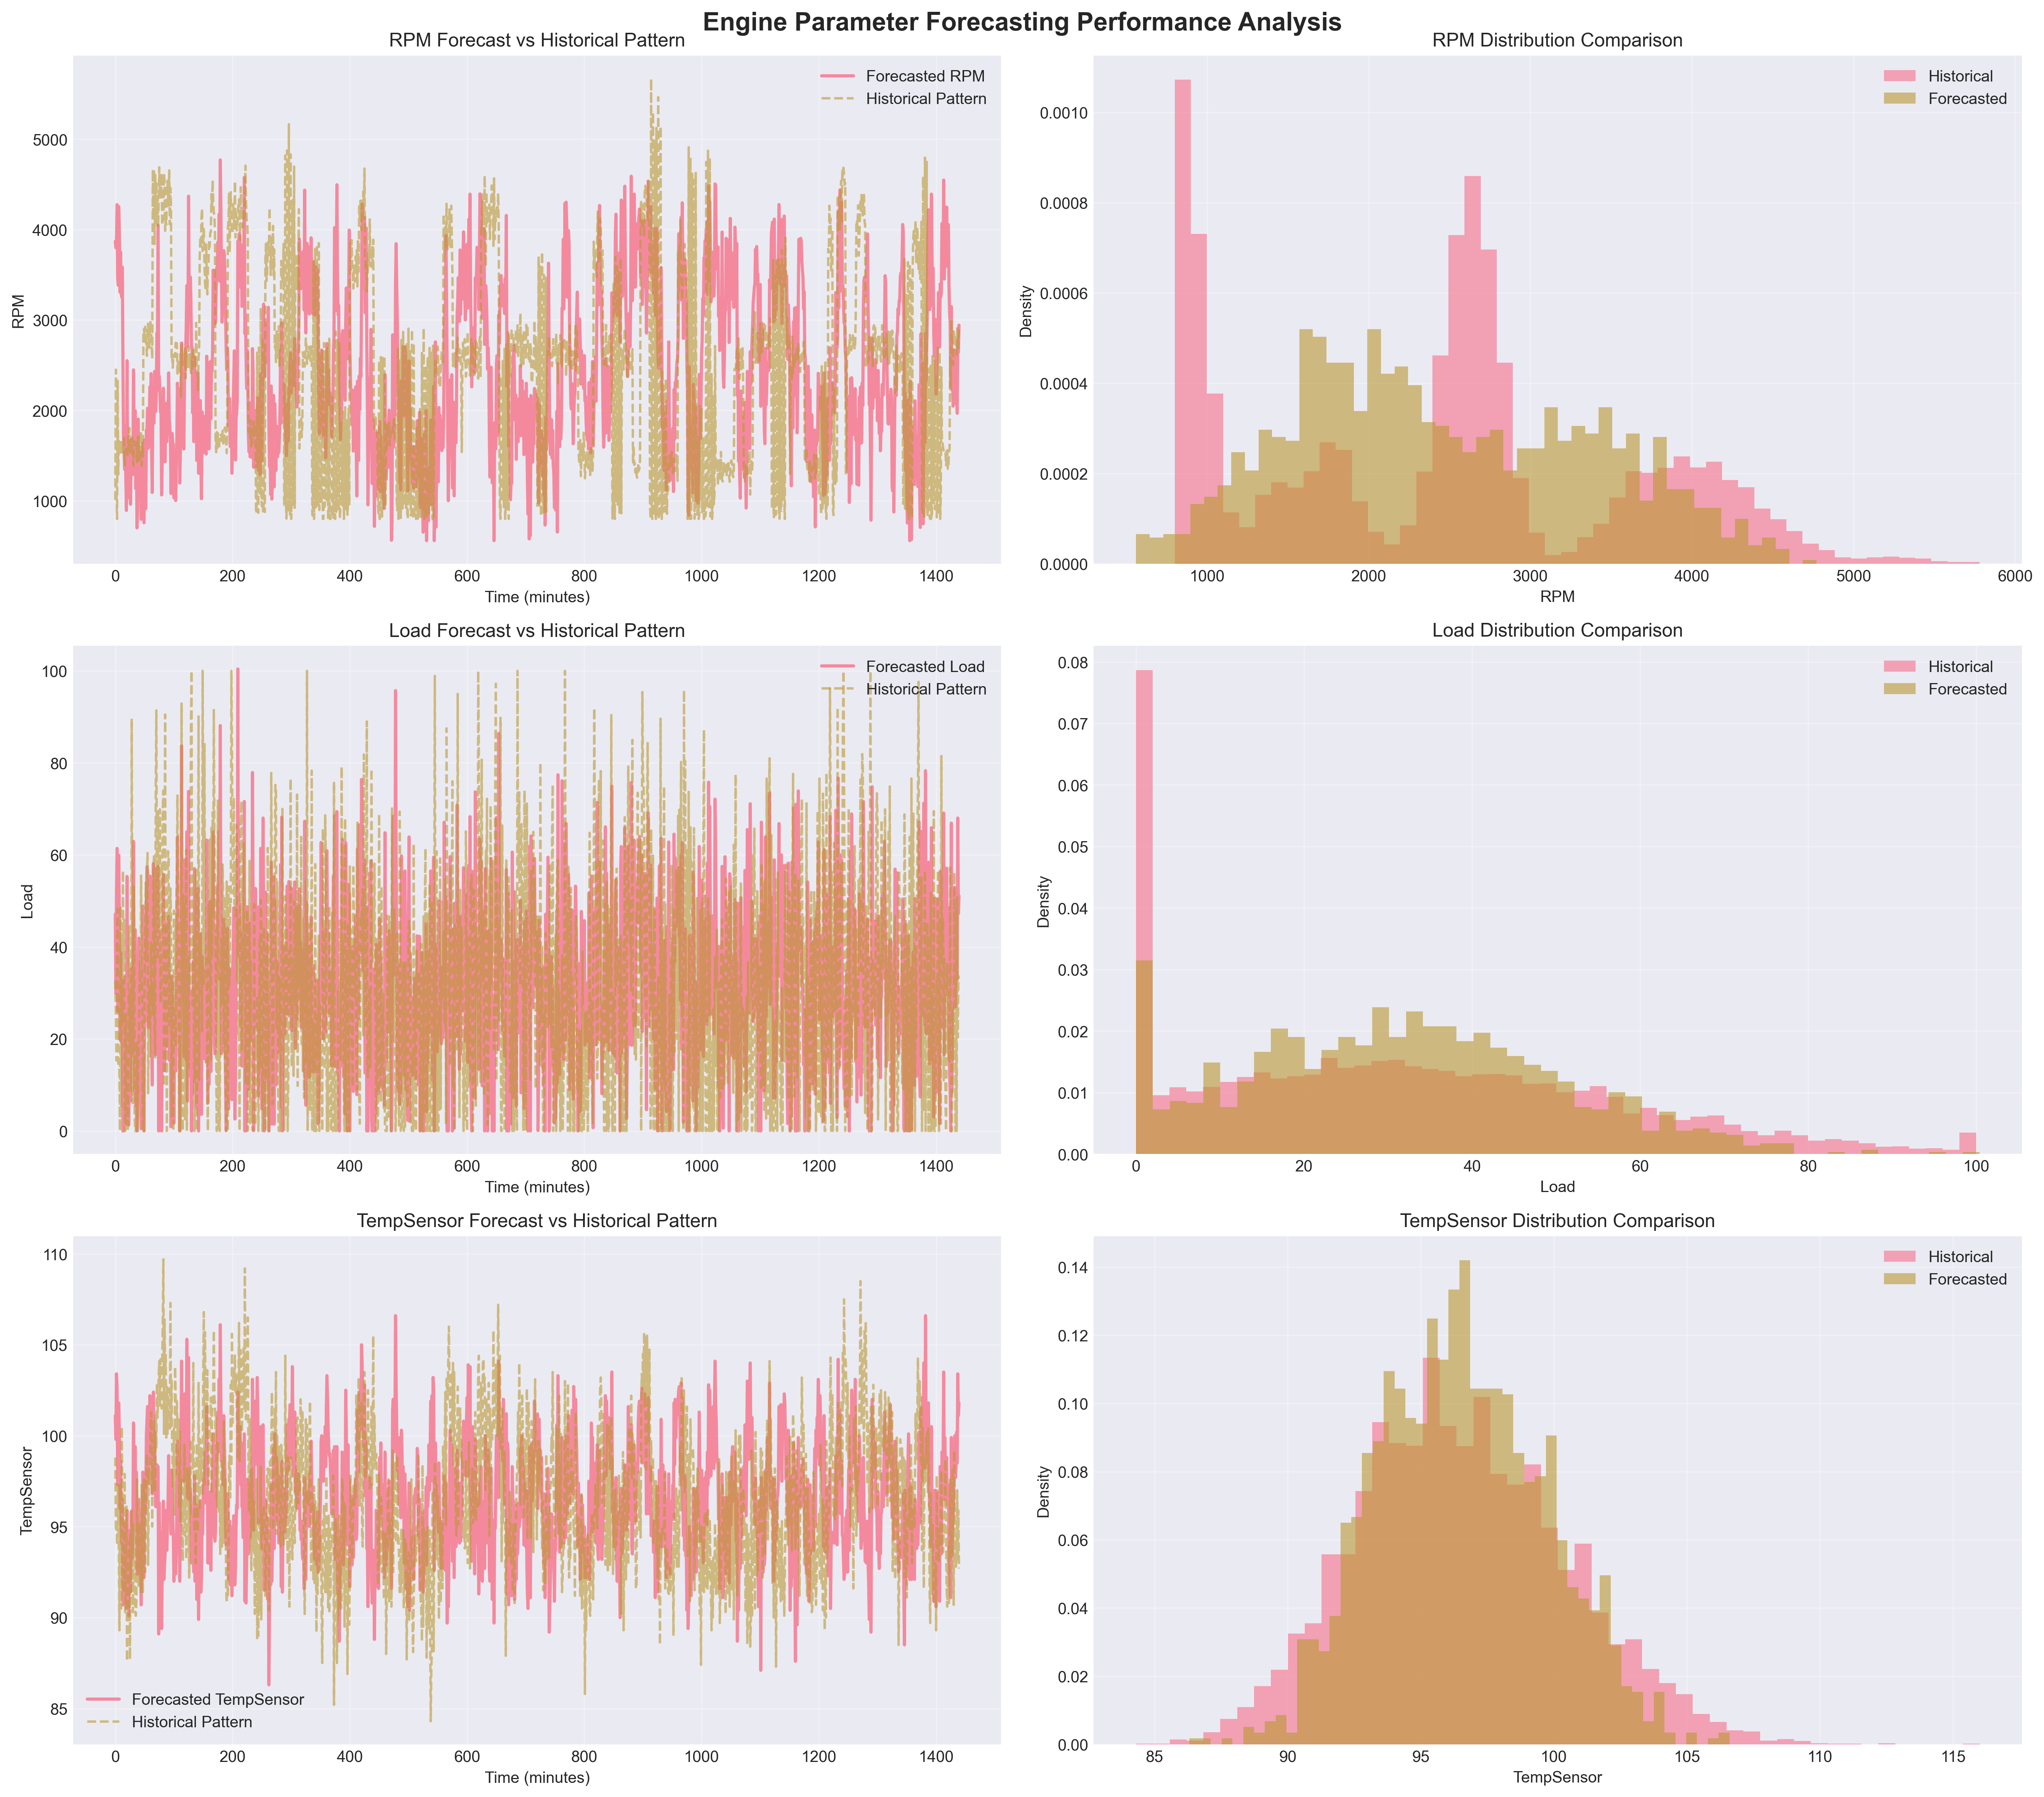 Engine Parameter Forecasting Performance Analysis
RPM Forecast vs Historical Pattern
Forecasted RPM
Historical Pattern
5000
4000
3000
2000
1000
RPM
0 200 400 600 800 1000 1200 1400
Time (minutes)
RPM Distribution Comparison
Historical
Forecasted
0.0010
0.0008
0.0006
0.0004
0.0002
0.0000
Density
1000 2000 3000 4000 5000 6000
RPM
Load Forecast vs Historical Pattern
Forecasted Load
Historical Pattern
100
80
60
40
20
0
Load
0 200 400 600 800 1000 1200 1400
Time (minutes)
Load Distribution Comparison
Historical
Forecasted
0.08
0.07
0.06
0.05
0.04
0.03
0.02
0.01
0.00
Density
0 20 40 60 80 100
Load
TempSensor Forecast vs Historical Pattern
110
105
100
95
90
85
TempSensor
Forecasted TempSensor
Historical Pattern
0 200 400 600 800 1000 1200 1400
Time (minutes)
TempSensor Distribution Comparison
Historical
Forecasted
0.14
0.12
0.10
0.08
0.06
0.04
0.02
0.00
Density
85 90 95 100 105 110 115
TempSensor